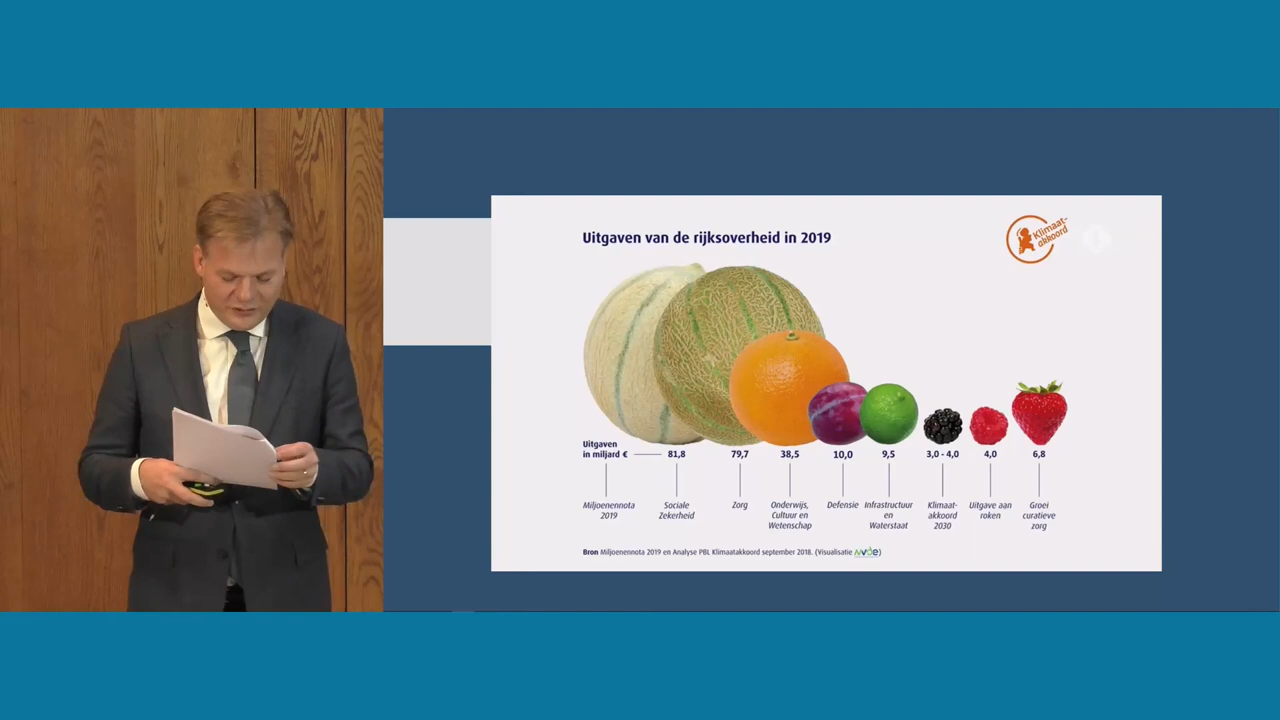 Uitgaven van de rijksoverheid in 2019
Klimaat-
akkoord
Uitgaven
in miljard €
81,8
79,7
38,5
10,0
9,5
3,0 - 4,0
4,0
6,8
Miljoenennota
2019
Sociale
Zekerheid
Zorg
Onderwijs,
Cultuur en
Wetenschap
Defensie
Infrastructuur
en
Waterstaat
Klimaat-
akkoord
2030
Uitgave aan
roken
Groei
curatieve
zorg
Bron Miljoenennota 2019 en Analyse PBL Klimaatakkoord september 2018. (Visualisatie nvde)